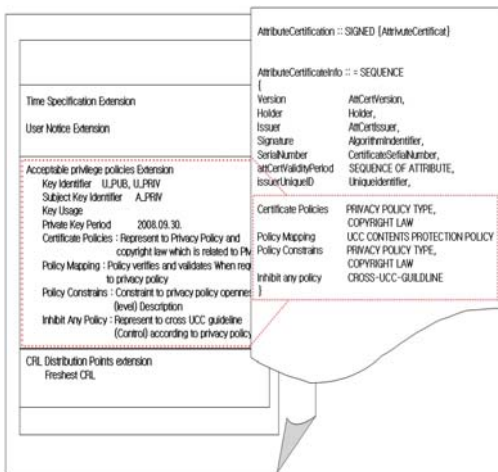 Time Specification Extension
User Notice Extension
Acceptable privilege policies Extension
Key Identifier U_PUB, U_PRIV
Subject Key Identifier A_PRIV
Key Usage
Private Key Period 2008.09.30.
Certificate Policies : Represent to Privacy Policy and
copyright law which is related to
Policy Mapping : Policy verifies and validates When
to privacy policy
Policy Constrains : Constraint to privacy policy
(level) Description
Inhibit Any Policy : Represent to cross UCC guideline
(Control) according to privacy policy
CRL Distribution Points extension
Freshest CRL
AttributeCertification :: SIGNED {AttrivuteCertificat}
AttributeCertificateInfo :: = SEQUENCE
{
Version AttCertVersion,
Holder Holder,
Issuer AttCertIssuer,
Signature AlgorithmIndentifier,
SerialNumber CertificateSefialNumber,
attCertValidityPeriod SEQUENCE OF ATTRIBUTE,
issuerUniqueID UniqueIdentifier,
Certificate Policies PRIVACY POLICY TYPE,
COPYRIGHT LAW
Policy Mapping UCC CONTENTS PROTECTION POLICY
Policy Constrains PRIVACY POLICY TYPE,
COPYRIGHT LAW
Inhibit any policy CROSS-UCC-GUILDLINE
}